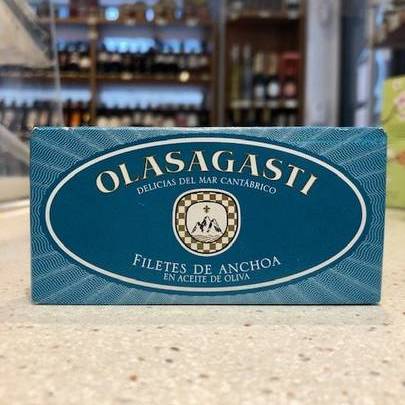 OLASAGASTI
DELICIAS DEL MAR CANTÁBRICO
FILETES DE ANCHOA
EN ACEITE DE OLIVA